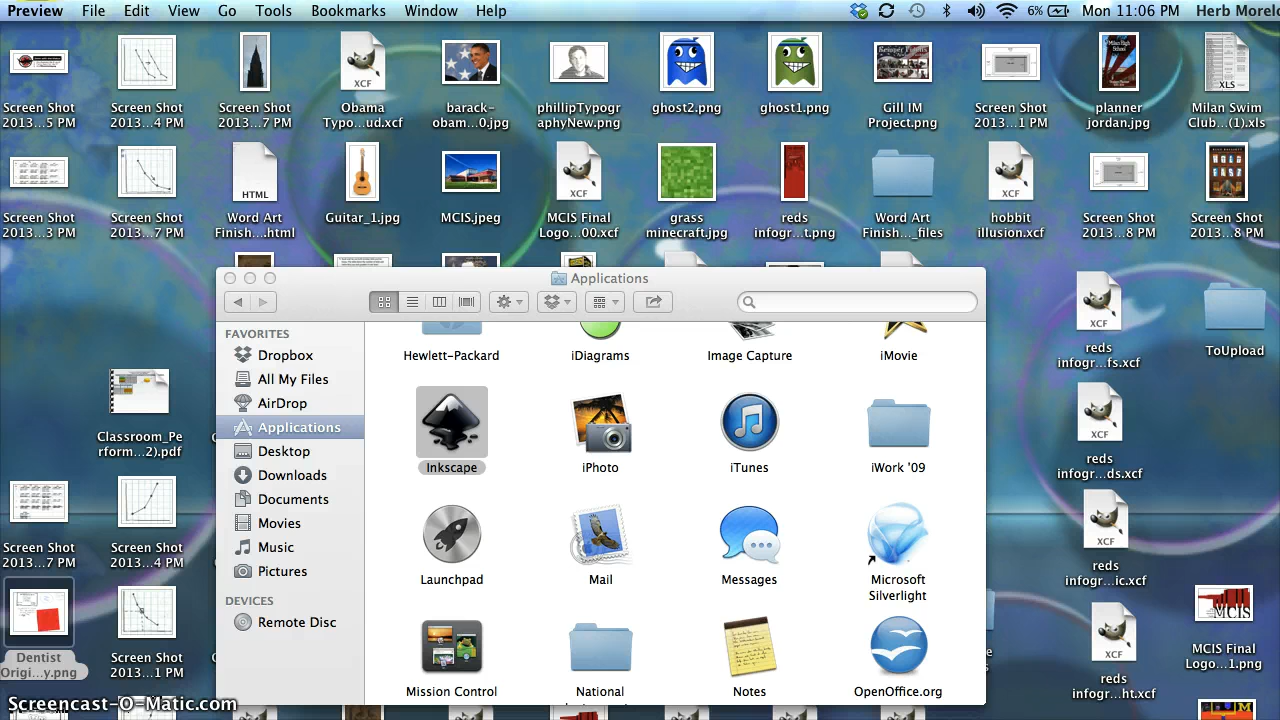 Preview File Edit View Go Tools Bookmarks Window Help 6% Mon 11:06 PM Herb Morel
Screen Shot
2013...5 PM
Screen Shot
2013...4 PM
Screen Shot
2013...7 PM
XCF
Obama
Typo...ud.xcf
barack-
obam...0.jpg
phillipTypogr
aphyNew.png
ghost2.png
ghost1.png
Gill IM
Project.png
Screen Shot
2013...1 PM
planner
jordan.jpg
XLS
Milan Swim
Club...(1).xls
Screen Shot
2013...3 PM
Screen Shot
2013...7 PM
HTML
Word Art
Finish....html
Guitar_1.jpg
MCIS.jpeg
XCF
MCIS Final
Logo...00.xcf
grass
minecraft.jpg
reds
infogr...t.png
Word Art
Finish..._files
XCF
hobbit
illusion.xcf
Screen Shot
2013...8 PM
Screen Shot
2013...8 PM
Applications
FAVORITES
Dropbox
All My Files
AirDrop
Applications
Desktop
Downloads
Documents
Movies
Music
Pictures
DEVICES
Remote Disc
Hewlett-Packard
iDiagrams
Image Capture
iMovie
Inkscape
iPhoto
iTunes
iWork '09
Launchpad
Mail
Messages
Microsoft
Silverlight
Mission Control
National
Notes
OpenOffice.org
Classroom_Pe
rform...2).pdf
Screen Shot
2013...7 PM
Screen Shot
2013...4 PM
Dentist
Origi...y.png
Screen Shot
2013...1 PM
XCF
reds
infogr...fs.xcf
ToUpload
XCF
reds
infogr...ds.xcf
XCF
reds
infogr...ic.xcf
XCF
reds
infogr...ht.xcf
MCIS
MCIS Final
Logo...1.png
Screencast-O-Matic.com